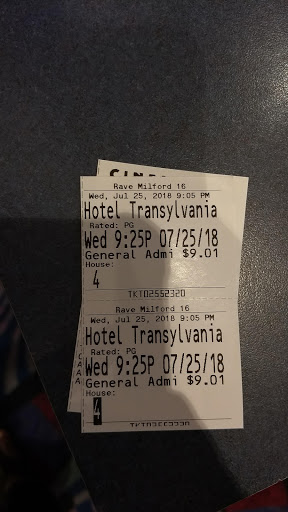 Rave Milford 16
Wed, Jul 25, 2018 9:05 PM
Hotel Transylvania
Rated: PG
Wed 9:25P 07/25/18
General Admi $9.01
House:
4
TKT02552320
Rave Milford 16
Wed, Jul 25, 2018 9:05 PM
Hotel Transylvania
Rated: PG
Wed 9:25P 07/25/18
General Admi $9.01
House:
4